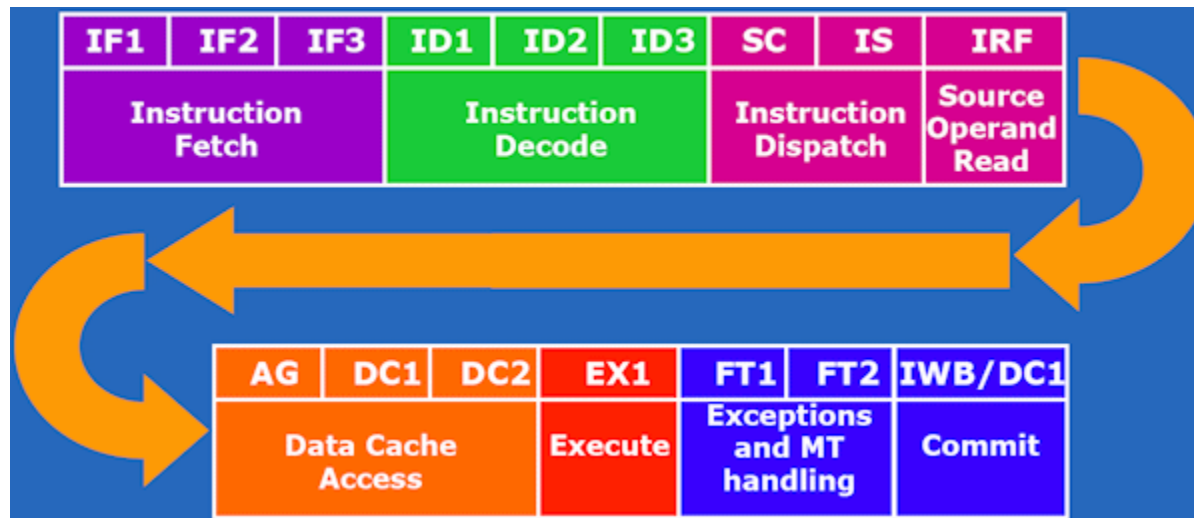 IF1 IF2 IF3 ID1 ID2 ID3 SC IS IRF
Instruction
Fetch
Instruction
Decode
Instruction
Dispatch
Source
Operand
Read
AG DC1 DC2 EX1 FT1 FT2 IWB/DC1
Data Cache
Access
Execute
Exceptions
and MT
handling
Commit